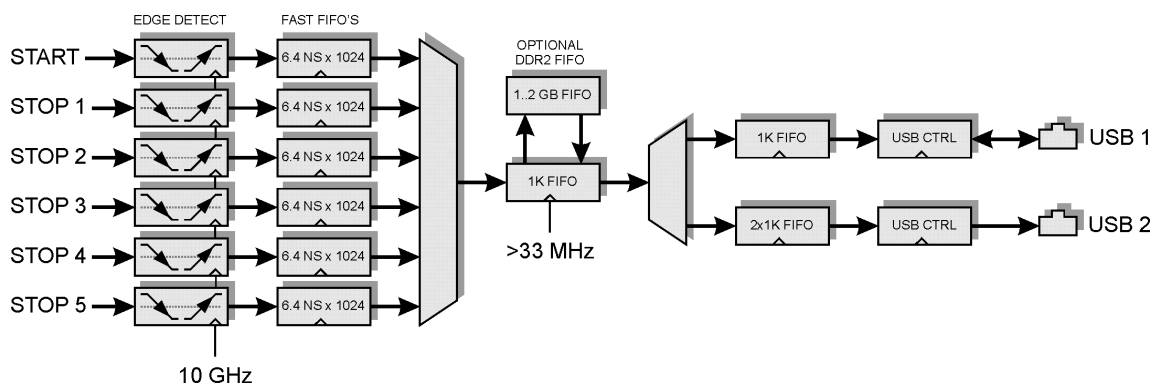 EDGE DETECT
FAST FIFO'S
START
6.4 NS x 1024
STOP 1
6.4 NS x 1024
STOP 2
6.4 NS x 1024
STOP 3
6.4 NS x 1024
STOP 4
6.4 NS x 1024
STOP 5
6.4 NS x 1024
10 GHz
OPTIONAL
DDR2 FIFO
1..2 GB FIFO
1K FIFO
>33 MHz
1K FIFO
USB CTRL
USB 1
2x1K FIFO
USB CTRL
USB 2